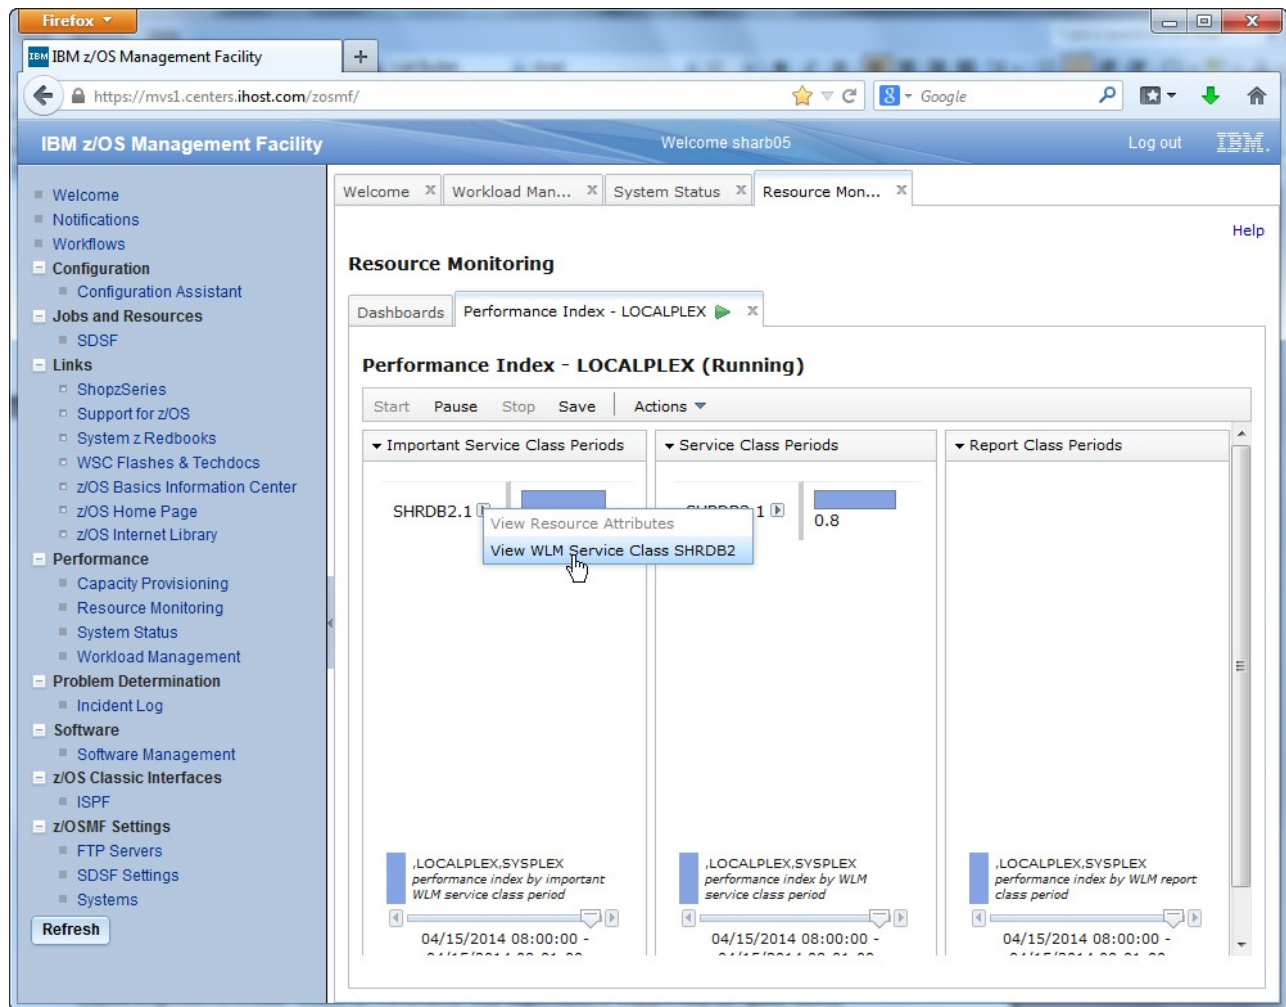 Firefox
IBM z/OS Management Facility
https://mvs1.centers.ihost.com/zosmf/
Google
IBM z/OS Management Facility
Welcome sharb05
Log out
IBM.
Welcome
Notifications
Workflows
Configuration
Configuration Assistant
Jobs and Resources
SDSF
Links
ShopzSeries
Support for z/OS
System z Redbooks
WSC Flashes & Techdocs
z/OS Basics Information Center
z/OS Home Page
z/OS Internet Library
Performance
Capacity Provisioning
Resource Monitoring
System Status
Workload Management
Problem Determination
Incident Log
Software
Software Management
z/OS Classic Interfaces
ISPF
z/OSMF Settings
FTP Servers
SDSF Settings
Systems
Refresh
Welcome
Workload Man...
System Status
Resource Mon...
Help
Resource Monitoring
Dashboards
Performance Index - LOCALPLEX
Performance Index - LOCALPLEX (Running)
Start Pause Stop Save Actions
Important Service Class Periods
SHRDB2.1
View Resource Attributes
View WLM Service Class SHRDB2
,LOCALPLEX,SYSPLEX
performance index by important
WLM service class period
04/15/2014 08:00:00 -
Service Class Periods
0.8
,LOCALPLEX,SYSPLEX
performance index by WLM
service class period
04/15/2014 08:00:00 -
Report Class Periods
,LOCALPLEX,SYSPLEX
performance index by WLM report
class period
04/15/2014 08:00:00 -